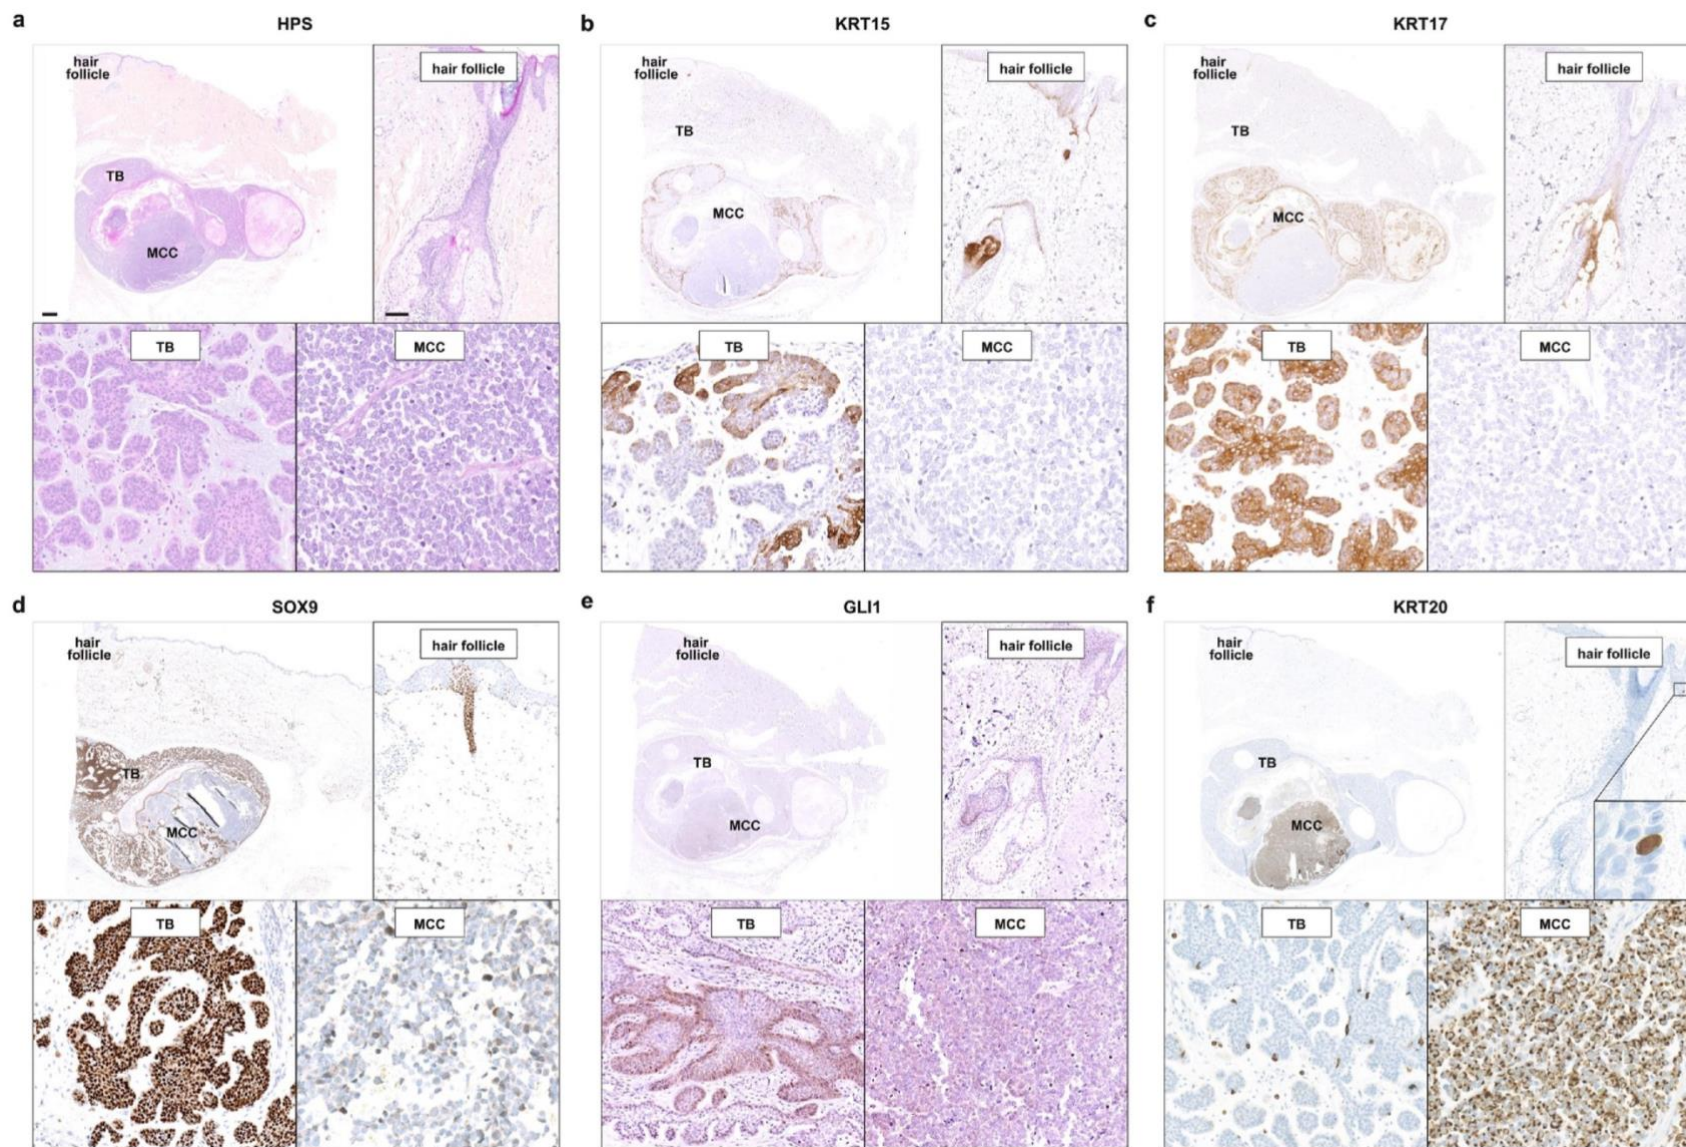 a
HPS
hair
follicle
hair follicle
TB
MCC
TB
MCC
b
KRT15
hair
follicle
hair follicle
TB
MCC
TB
MCC
c
KRT17
hair
follicle
hair follicle
TB
MCC
TB
MCC
d
SOX9
hair
follicle
hair follicle
TB
MCC
TB
MCC
e
GLI1
hair
follicle
hair follicle
TB
MCC
TB
MCC
f
KRT20
hair
follicle
hair follicle
TB
MCC
TB
MCC